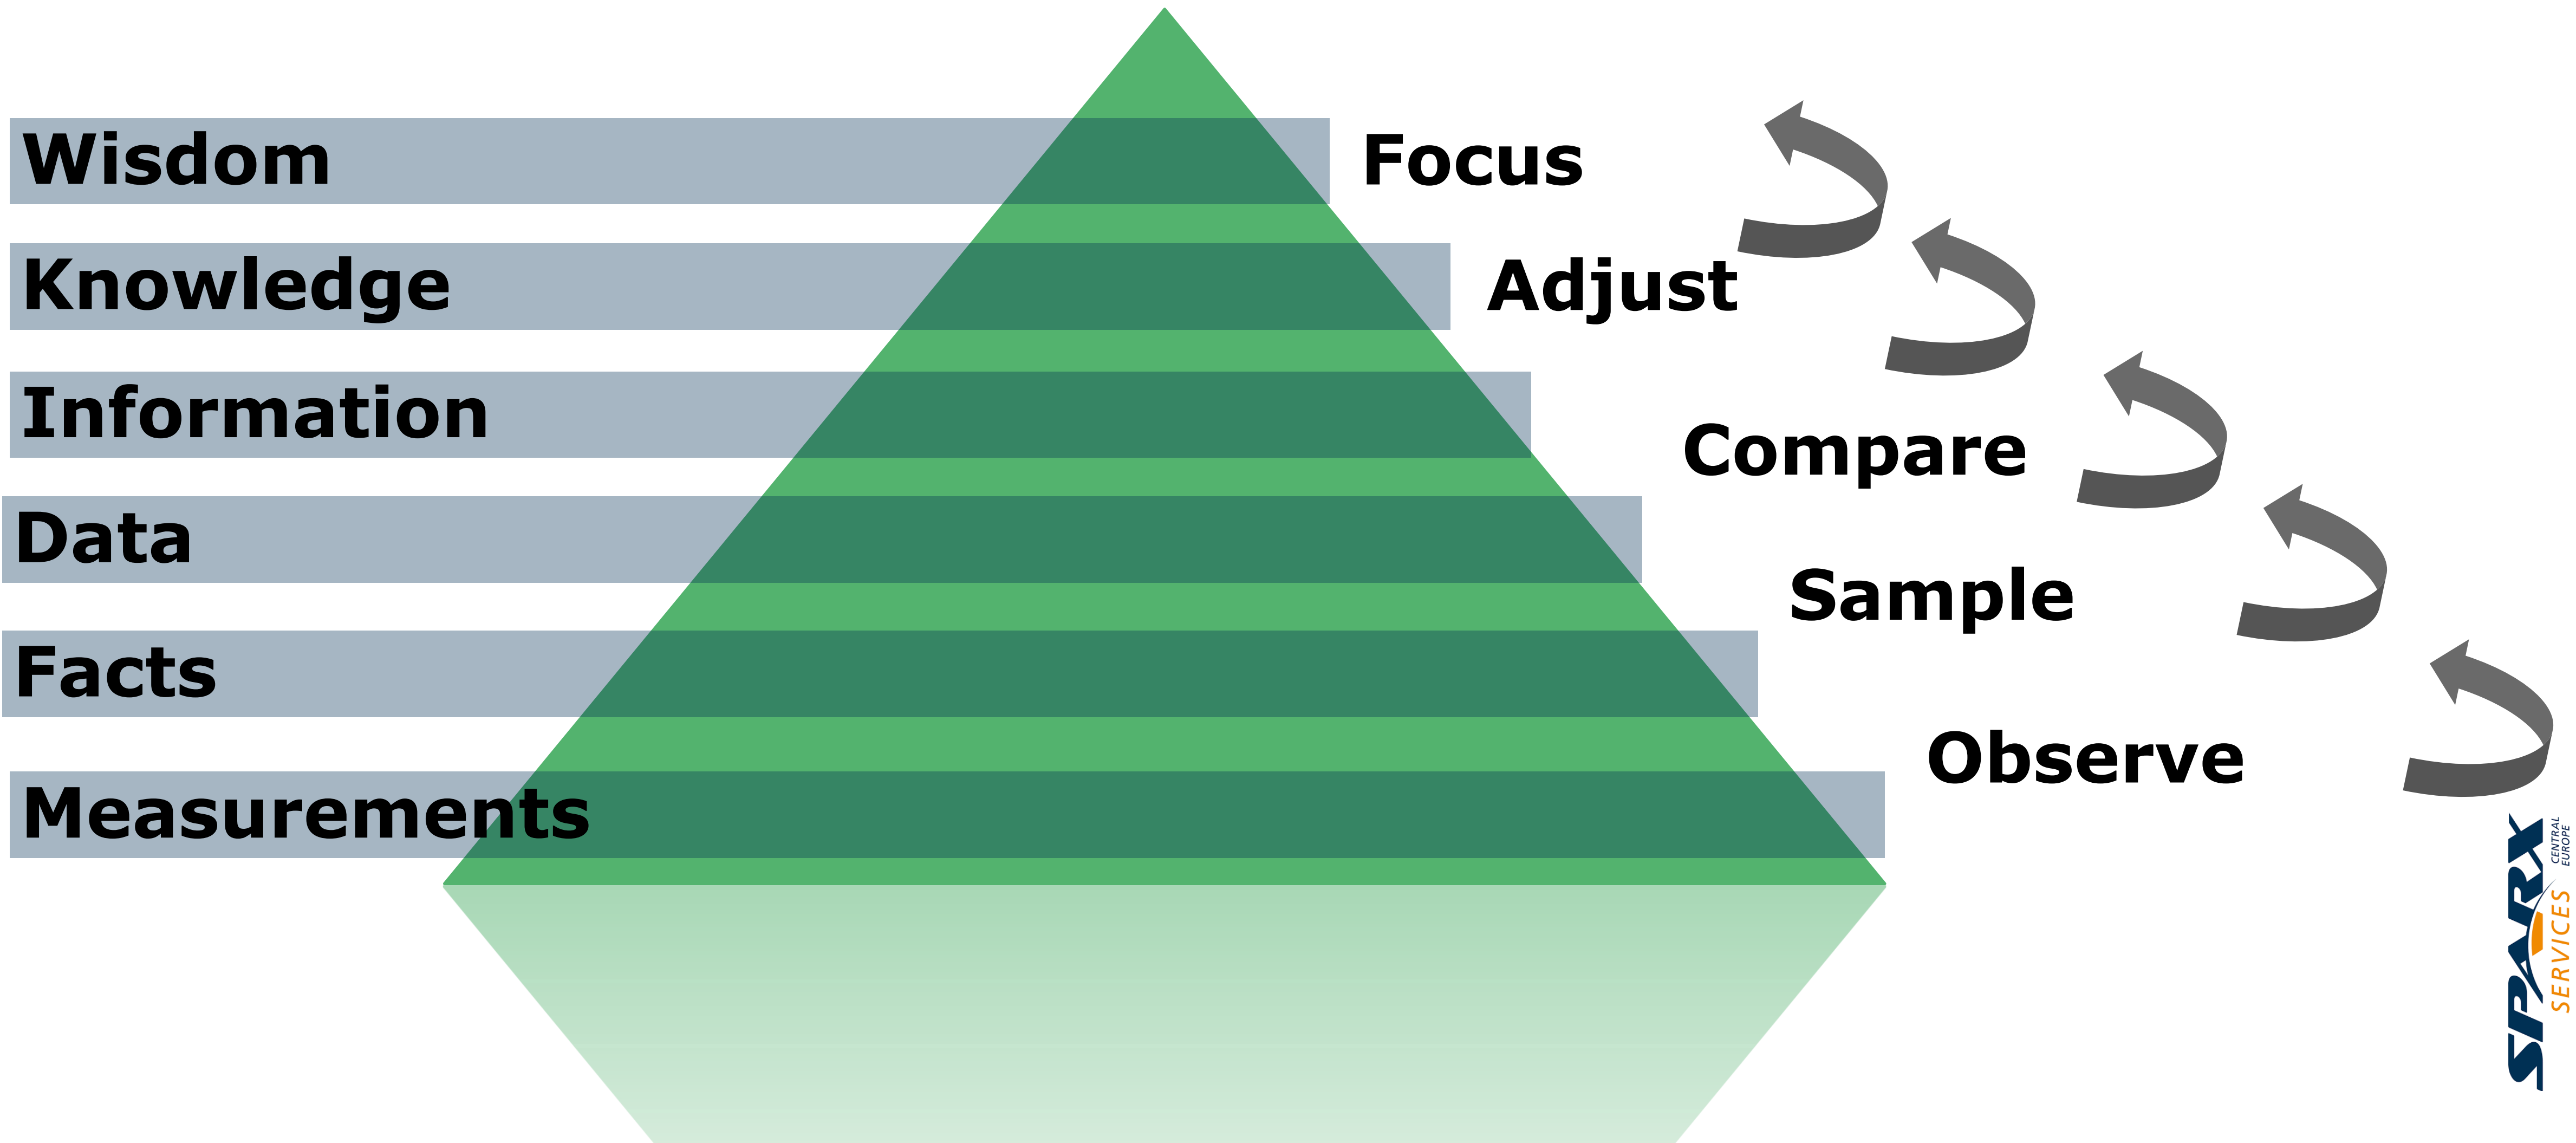 Wisdom
Focus
Knowledge
Adjust
Information
Compare
Data
Sample
Facts
Observe
Measurements
SPARX
SERVICES
CENTRAL
EUROPE